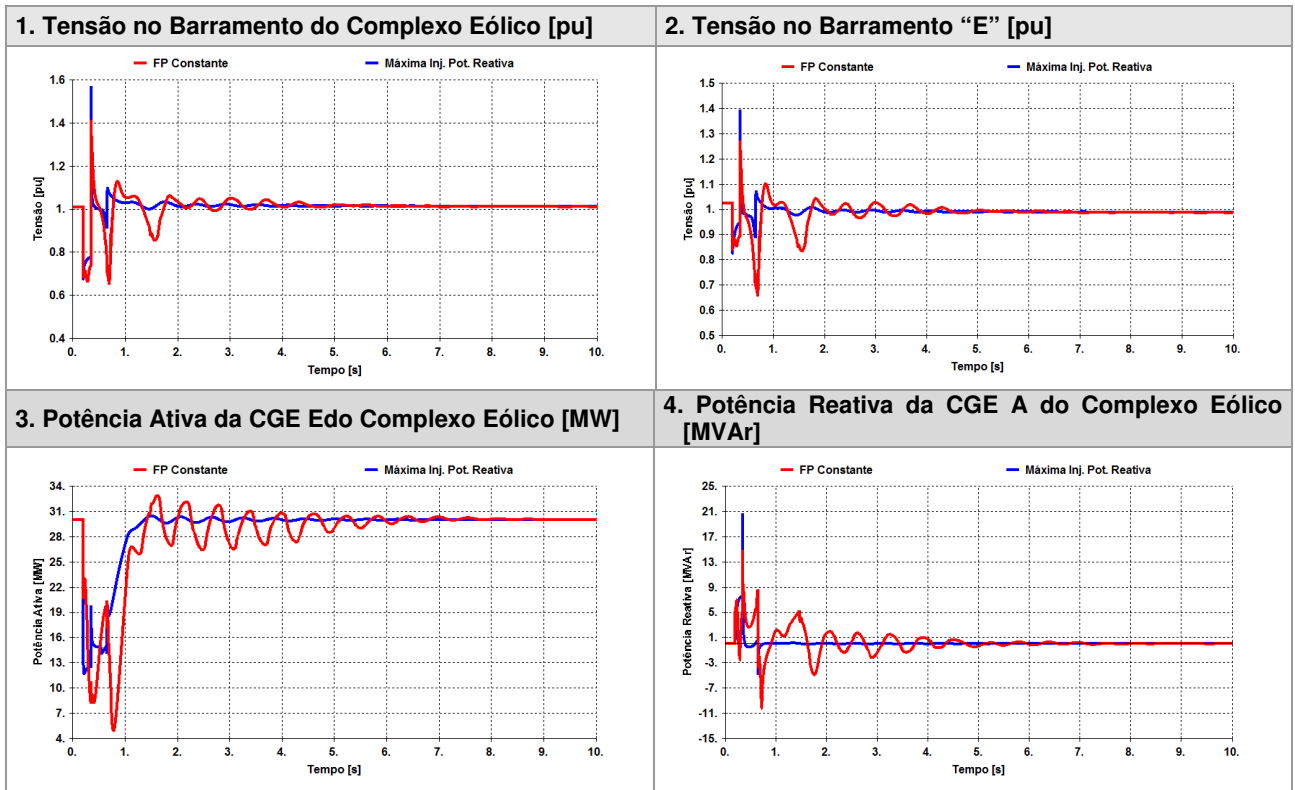 1. Tensão no Barramento do Complexo Eólico [pu]
FP Constante
Máxima Inj. Pot. Reativa
1.6
1.4
1.2
1.
0.8
0.6
0.4
Tensão [pu]
0. 1. 2. 3. 4. 5. 6. 7. 8. 9. 10.
Tempo [s]
2. Tensão no Barramento “E” [pu]
FP Constante
Máxima Inj. Pot. Reativa
1.5
1.4
1.3
1.2
1.1
1.
0.9
0.8
0.7
0.6
0.5
Tensão [pu]
0. 1. 2. 3. 4. 5. 6. 7. 8. 9. 10.
Tempo [s]
3. Potência Ativa da CGE Edo Complexo Eólico [MW]
FP Constante
Máxima Inj. Pot. Reativa
34.
31.
28.
25.
22.
19.
16.
13.
10.
7.
4.
Potência Ativa [MW]
0. 1. 2. 3. 4. 5. 6. 7. 8. 9. 10.
Tempo [s]
4. Potência Reativa da CGE A do Complexo Eólico
[MVAr]
FP Constante
Máxima Inj. Pot. Reativa
25.
21.
17.
13.
9.
5.
1.
-3.
-7.
-11.
-15.
Potência Reativa [MVAr]
0. 1. 2. 3. 4. 5. 6. 7. 8. 9. 10.
Tempo [s]